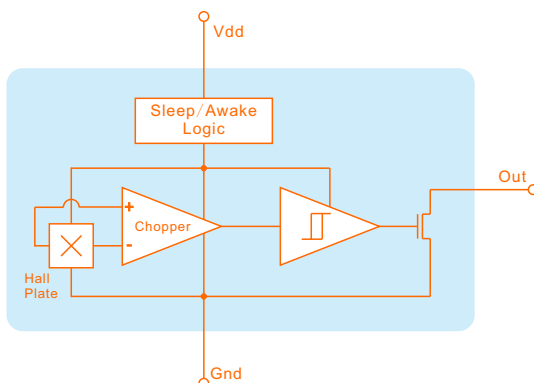 Vdd
Sleep/Awake
Logic
Out
+
Chopper
-
Hall
Plate
Gnd